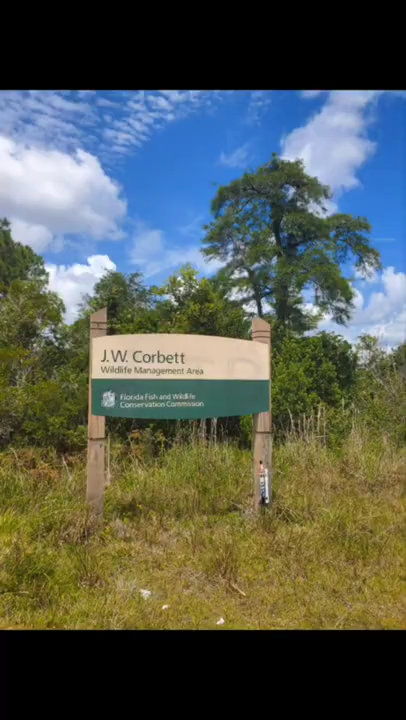 J.W. Corbett
Wildlife Management Area
Florida Fish and Wildlife
Conservation Commission